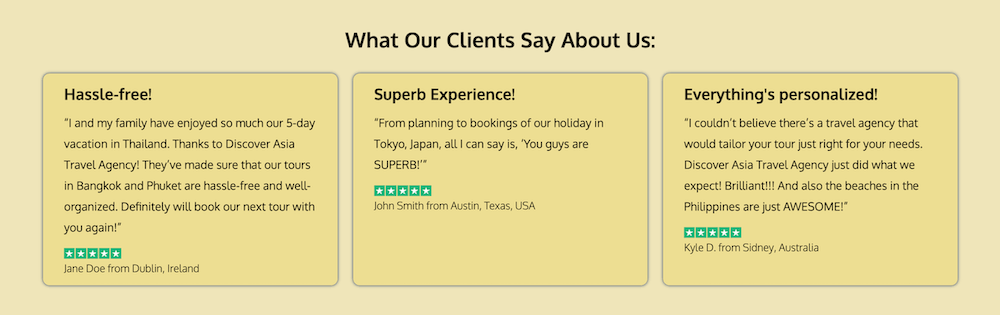 What Our Clients Say About Us:
Hassle-free!
“I and my family have enjoyed so much our 5-day
vacation in Thailand. Thanks to Discover Asia
Travel Agency! They’ve made sure that our tours
in Bangkok and Phuket are hassle-free and well-
organized. Definitely will book our next tour with
you again!”
Jane Doe from Dublin, Ireland
Superb Experience!
“From planning to bookings of our holiday in
Tokyo, Japan, all I can say is, ‘You guys are
SUPERB!’”
John Smith from Austin, Texas, USA
Everything's personalized!
“I couldn’t believe there’s a travel agency that
would tailor your tour just right for your needs.
Discover Asia Travel Agency just did what we
expect! Brilliant!!! And also the beaches in the
Philippines are just AWESOME!”
Kyle D. from Sidney, Australia